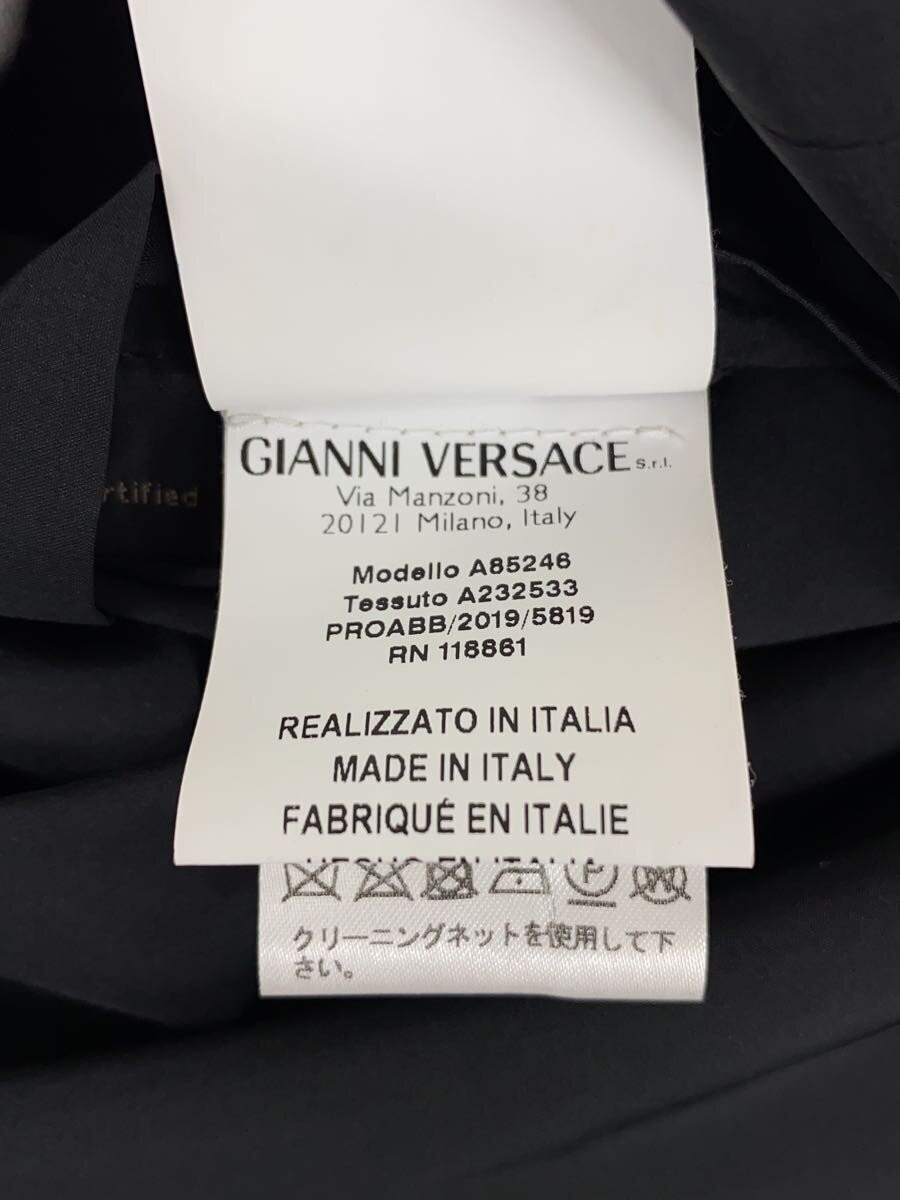 GIANNI VERSACE s.r.l.
Via Manzoni, 38
20121 Milano, Italy
Modello A85246
Tessuto A232533
PROABB/2019/5819
RN 118861
REALIZZATO IN ITALIA
MADE IN ITALY
FABRIQUÉ EN ITALIE
クリーニングネットを使用して下
さい。